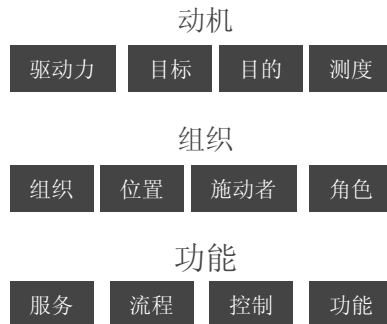 动机
驱动力 目标 目的 测度
组织
组织 位置 施动者 角色
功能
服务 流程 控制 功能